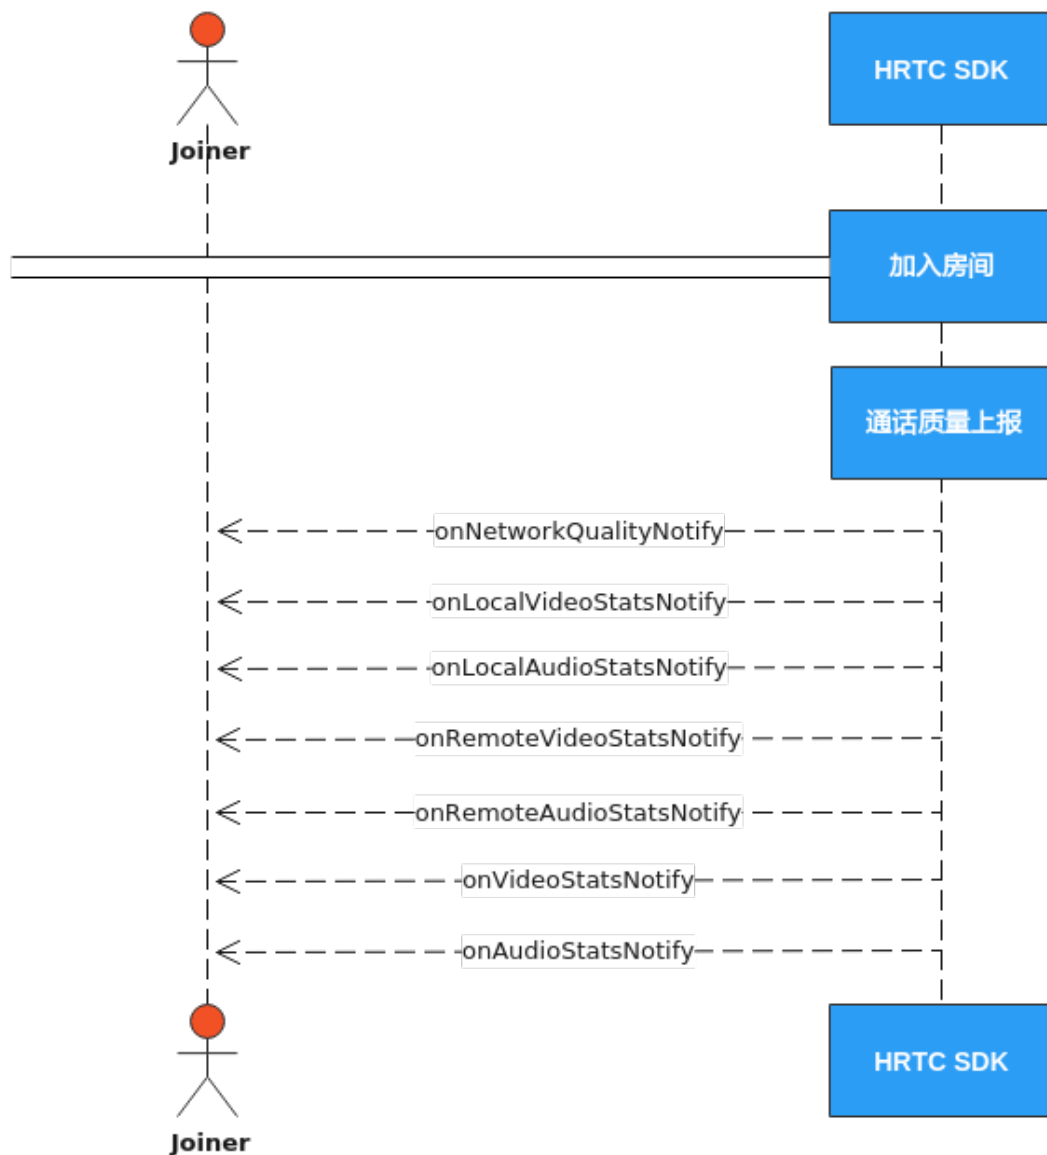 HRTC SDK
Joiner
加入房间
通话质量上报
onNetworkQualityNotify
onLocalVideoStatsNotify
onLocalAudioStatsNotify
onRemoteVideoStatsNotify
onRemoteAudioStatsNotify
onVideoStatsNotify
onAudioStatsNotify
HRTC SDK
Joiner